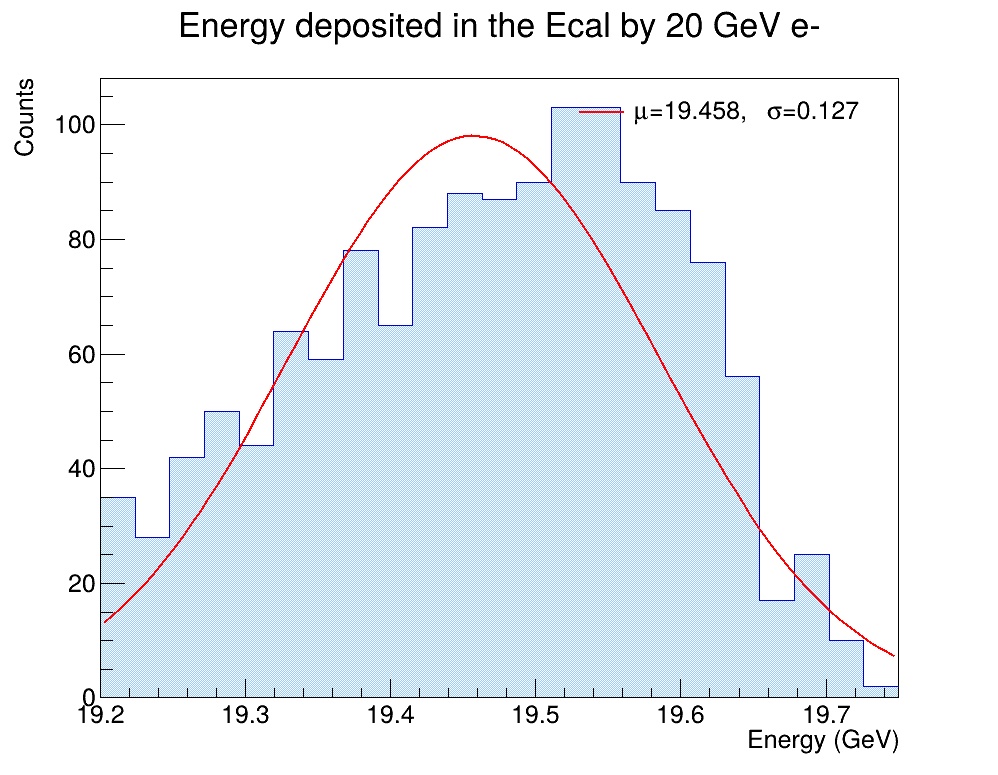 Energy deposited in the Ecal by 20 GeV e-
Counts
μ=19.458, σ=0.127
100
80
60
40
20
0
19.2 19.3 19.4 19.5 19.6 19.7
Energy (GeV)